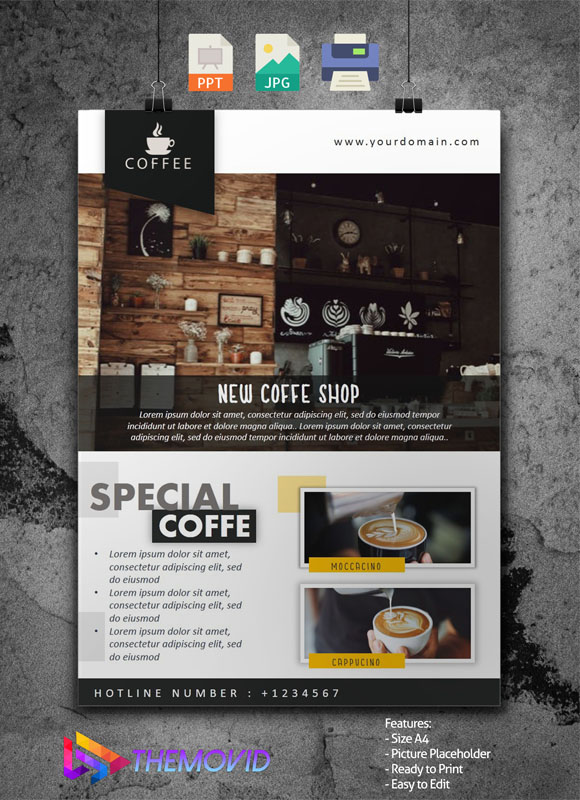 PPT
JPG
COFFEE
www.yourdomain.com
NEW COFFE SHOP
Lorem ipsum dolor sit amet, consectetur adipiscing elit, sed do eiusmod tempor
incididunt ut labore et dolore magna aliqua.. Lorem ipsum dolor sit amet, consectetur
adipiscing elit, sed do eiusmod tempor incididunt ut labore et dolore magna aliqua..
SPECIAL
COFFE
• Lorem ipsum dolor sit amet,
consectetur adipiscing elit, sed
do eiusmod
• Lorem ipsum dolor sit amet,
consectetur adipiscing elit, sed
do eiusmod
• Lorem ipsum dolor sit amet,
consectetur adipiscing elit, sed
do eiusmod
MOCCACINO
CAPPUCINO
HOTLINE NUMBER : +1234567
THEMOVID
Features:
- Size A4
- Picture Placeholder
- Ready to Print
- Easy to Edit